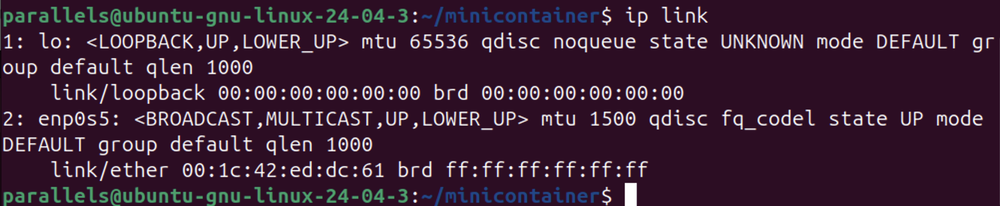 parallels@ubuntu-gnu-linux-24-04-3:~/minicontainer$ ip link
1: lo: <LOOPBACK,UP,LOWER_UP> mtu 65536 qdisc noqueue state UNKNOWN mode DEFAULT gr
oup default qlen 1000
    link/loopback 00:00:00:00:00:00 brd 00:00:00:00:00:00
2: enp0s5: <BROADCAST,MULTICAST,UP,LOWER_UP> mtu 1500 qdisc fq_codel state UP mode
DEFAULT group default qlen 1000
    link/ether 00:1c:42:ed:dc:61 brd ff:ff:ff:ff:ff:ff
parallels@ubuntu-gnu-linux-24-04-3:~/minicontainer$